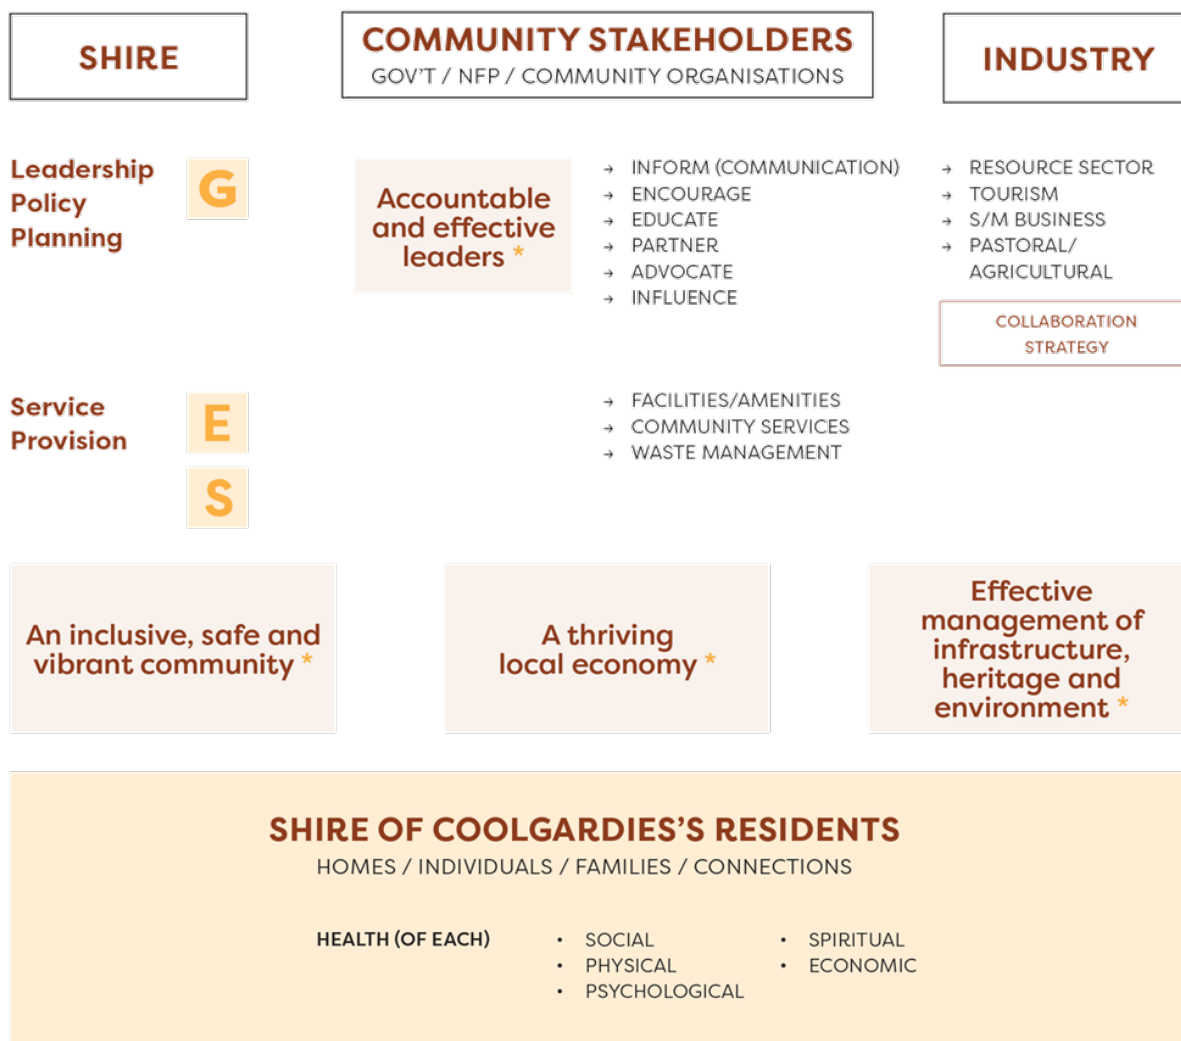 SHIRE
COMMUNITY STAKEHOLDERS
GOV'T / NFP / COMMUNITY ORGANISATIONS
INDUSTRY
Leadership
Policy
Planning
G
Accountable
and effective
leaders *
→ INFORM (COMMUNICATION)
→ ENCOURAGE
→ EDUCATE
→ PARTNER
→ ADVOCATE
→ INFLUENCE
→ RESOURCE SECTOR
→ TOURISM
→ S/M BUSINESS
→ PASTORAL/
AGRICULTURAL
COLLABORATION
STRATEGY
Service
Provision
E
S
→ FACILITIES/AMENITIES
→ COMMUNITY SERVICES
→ WASTE MANAGEMENT
An inclusive, safe and
vibrant community *
A thriving
local economy *
Effective
management of
infrastructure,
heritage and
environment *
SHIRE OF COOLGARDIES'S RESIDENTS
HOMES / INDIVIDUALS / FAMILIES / CONNECTIONS
HEALTH (OF EACH)
• SOCIAL
• PHYSICAL
• PSYCHOLOGICAL
• SPIRITUAL
• ECONOMIC